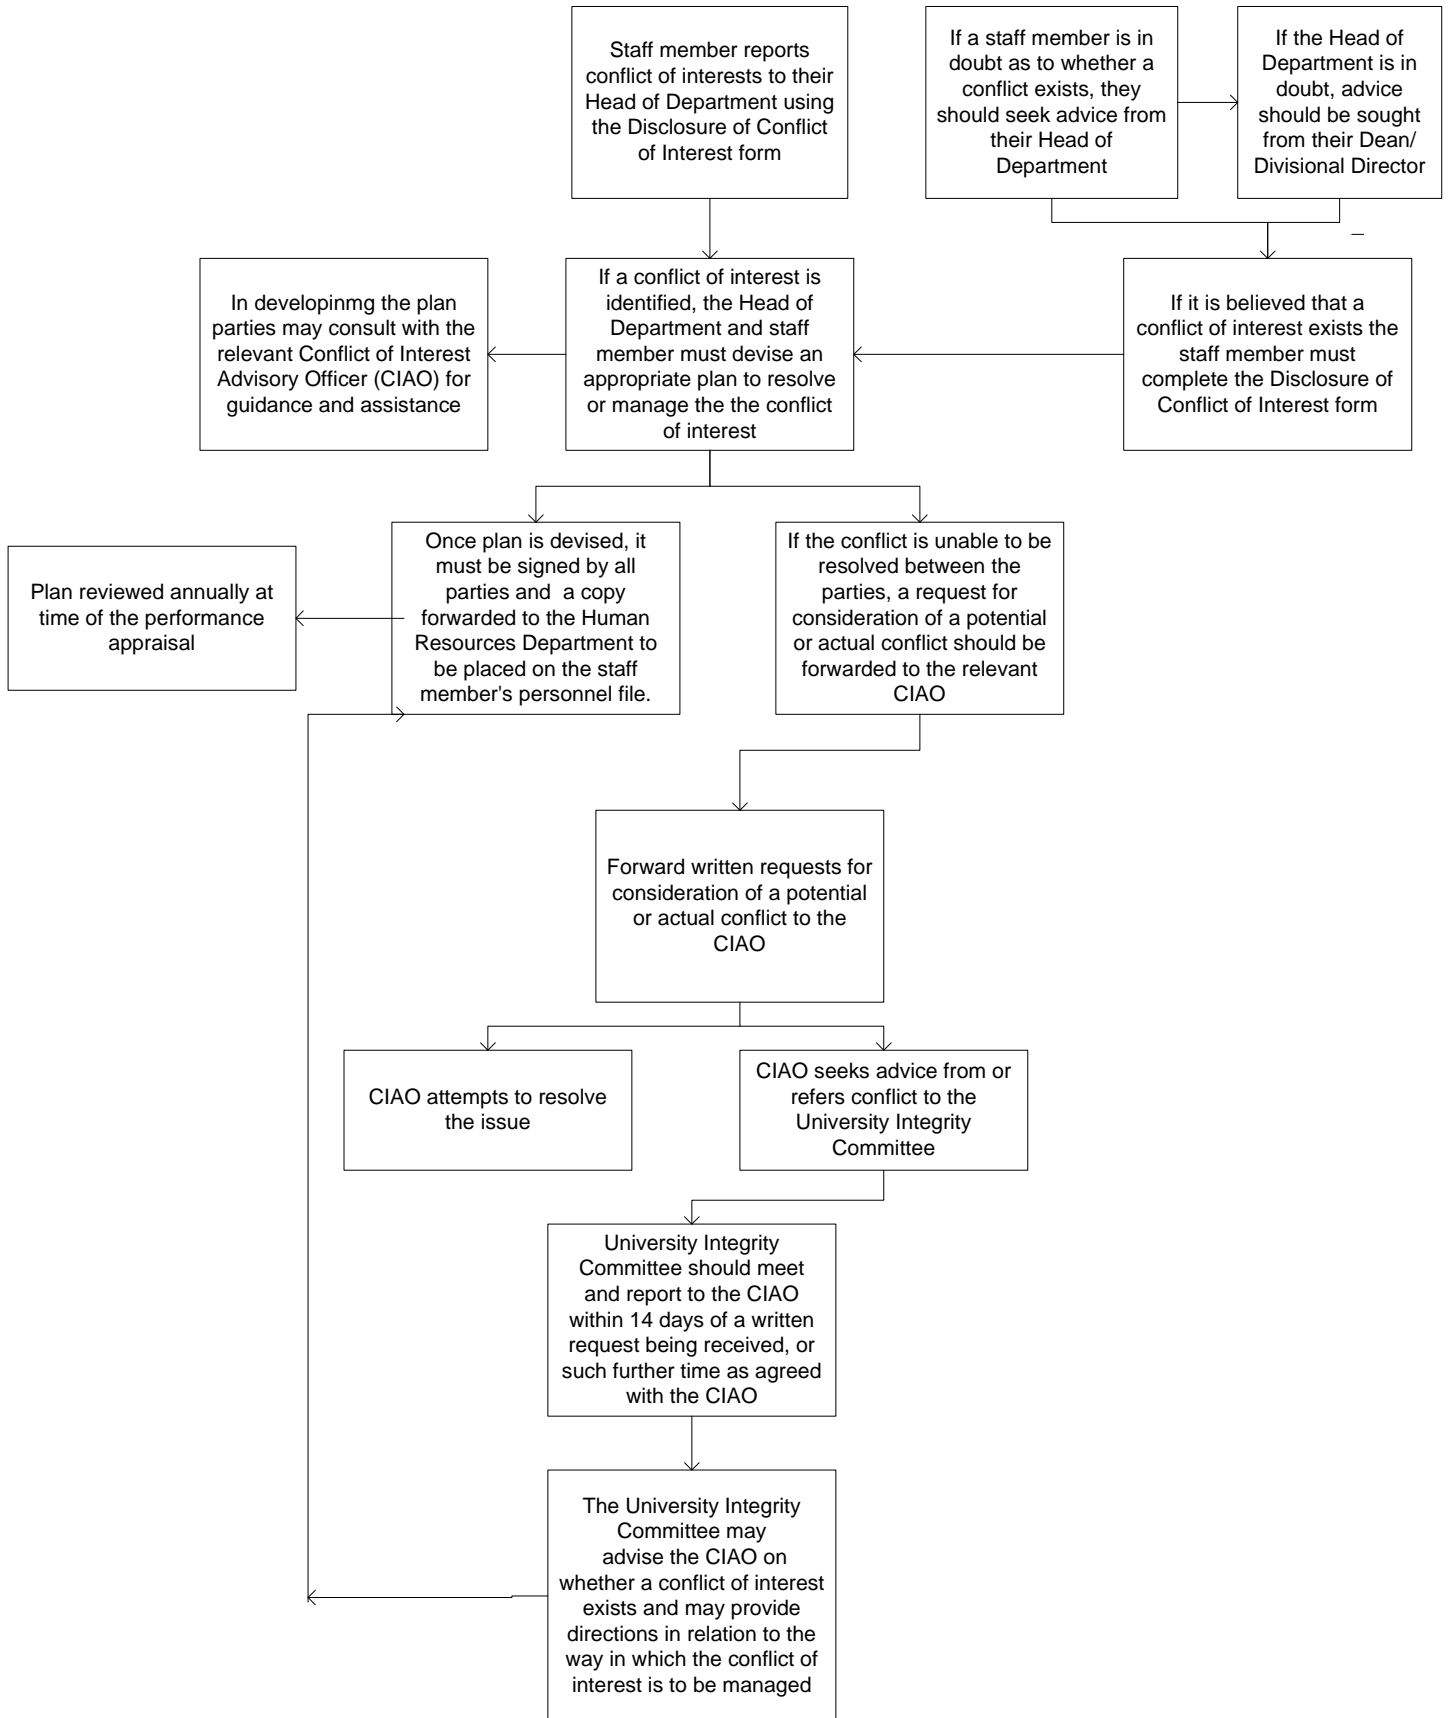 Staff member reports
conflict of interests to their
Head of Department using
the Disclosure of Conflict
of Interest form
If a staff member is in
doubt as to whether a
conflict exists, they
should seek advice from
their Head of
Department
If the Head of
Department is in
doubt, advice
should be sought
from their Dean/
Divisional Director
In developinmg the plan
parties may consult with the
relevant Conflict of Interest
Advisory Officer (CIAO) for
guidance and assistance
If a conflict of interest is
identified, the Head of
Department and staff
member must devise an
appropriate plan to resolve
or manage the the conflict
of interest
If it is believed that a
conflict of interest exists the
staff member must
complete the Disclosure of
Conflict of Interest form
Plan reviewed annually at
time of the performance
appraisal
Once plan is devised, it
must be signed by all
parties and  a copy
forwarded to the Human
Resources Department to
be placed on the staff
member's personnel file.
If the conflict is unable to be
resolved between the
parties, a request for
consideration of a potential
or actual conflict should be
forwarded to the relevant
CIAO
Forward written requests for
consideration of a potential
or actual conflict to the
CIAO
CIAO attempts to resolve
the issue
CIAO seeks advice from or
refers conflict to the
University Integrity
Committee
University Integrity
Committee should meet
and report to the CIAO
within 14 days of a written
request being received, or
such further time as agreed
with the CIAO
The University Integrity
Committee may
advise the CIAO on
whether a conflict of interest
exists and may provide
directions in relation to the
way in which the conflict of
interest is to be managed